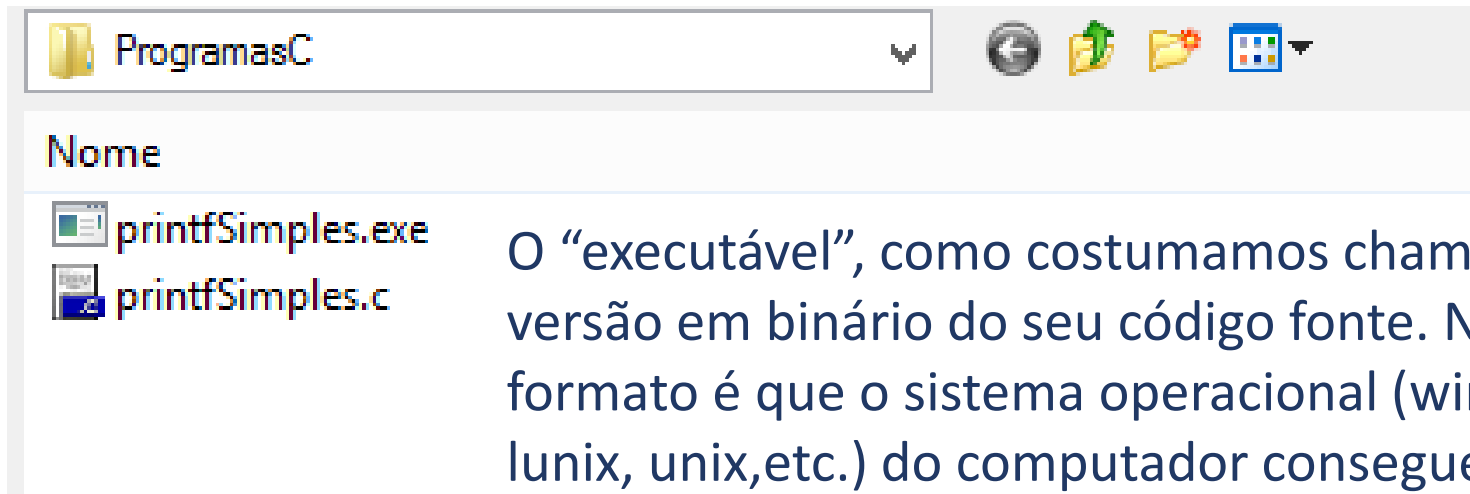 ProgramasC
Nome
printfSimples.exe
printfSimples.c
O “executável”, como costumamos cham
versão em binário do seu código fonte. N
formato é que o sistema operacional (wi
lunix, unix,etc.) do computador consegue